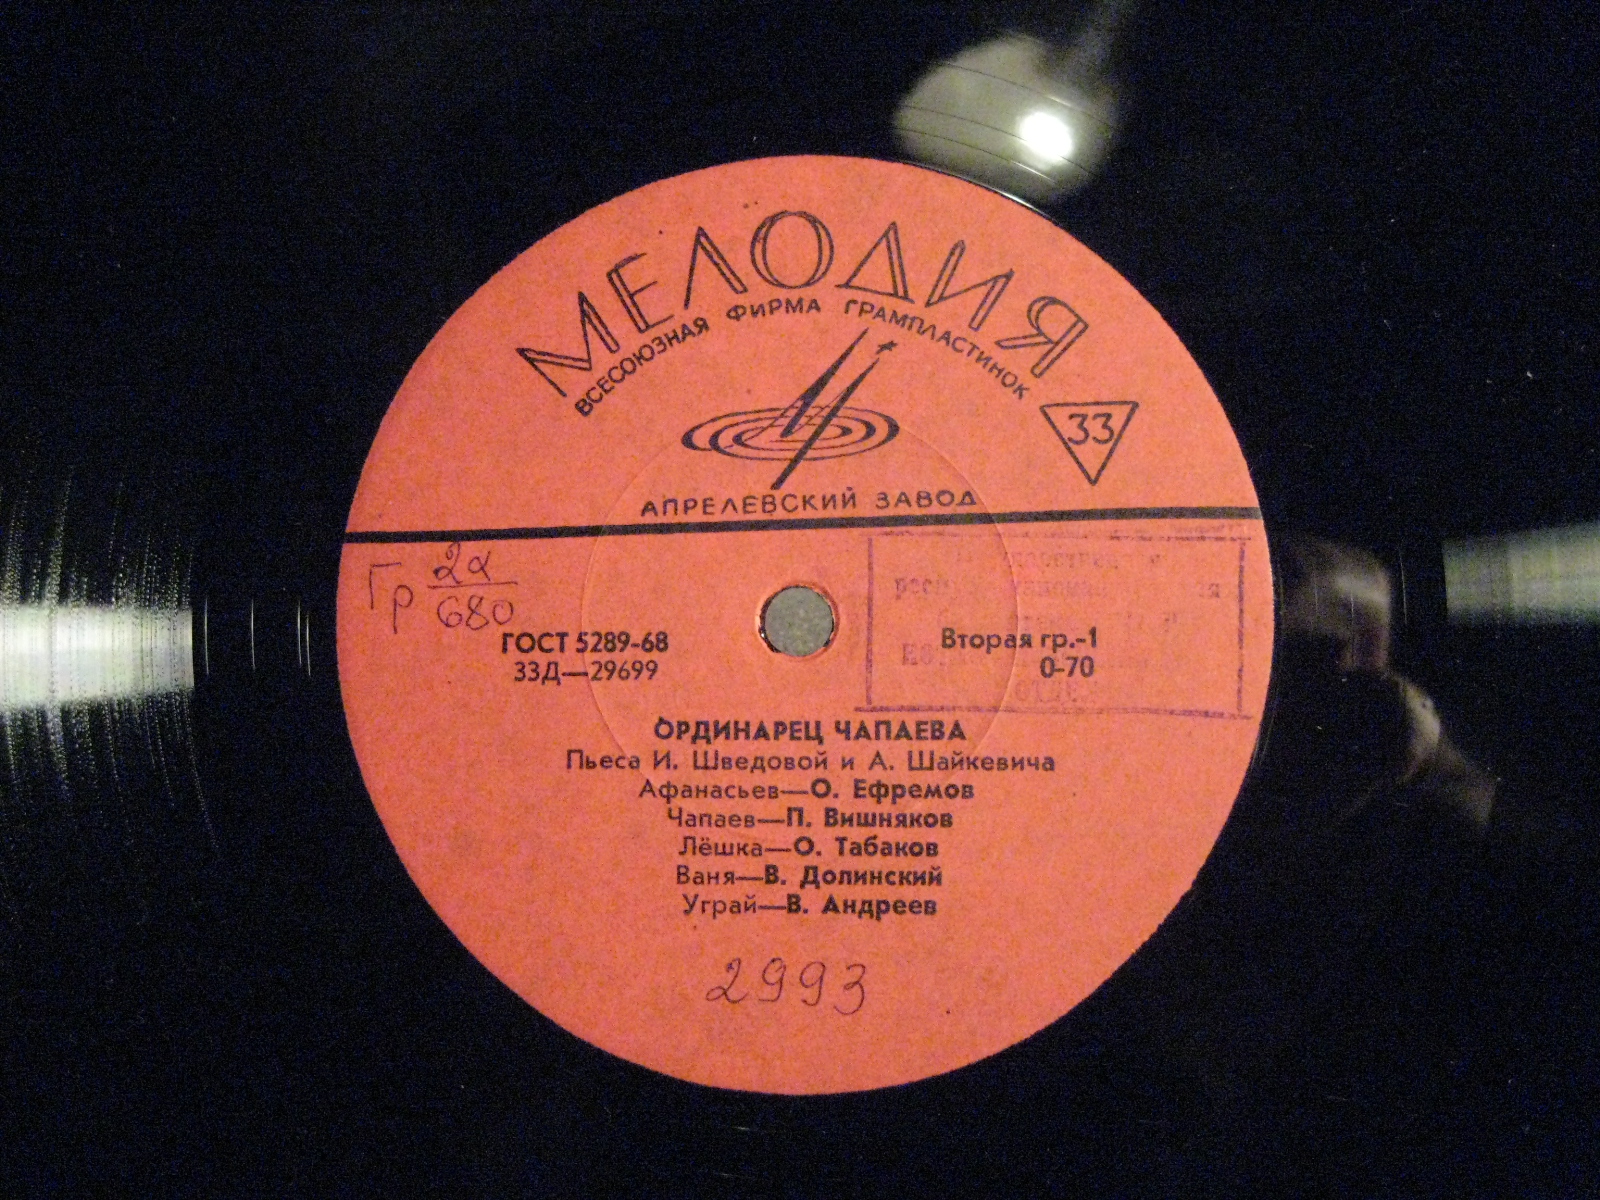 МЕЛОДИЯ
ВСЕСОЮЗНАЯ ФИРМА ГРАМПЛАСТИНОК
33
АПРЕЛЕВСКИЙ ЗАВОД
Гр 2а
680
ГОСТ 5289-68
33Д—29699
Вторая гр.-1
0-70
ОРДИНАРЕЦ ЧАПАЕВА
Пьеса И. Шведовой и А. Шайкевича
Афанасьев—О. Ефремов
Чапаев—П. Вишняков
Лёшка—О. Табаков
Ваня—В. Долинский
Уграй—В. Андреев
2993